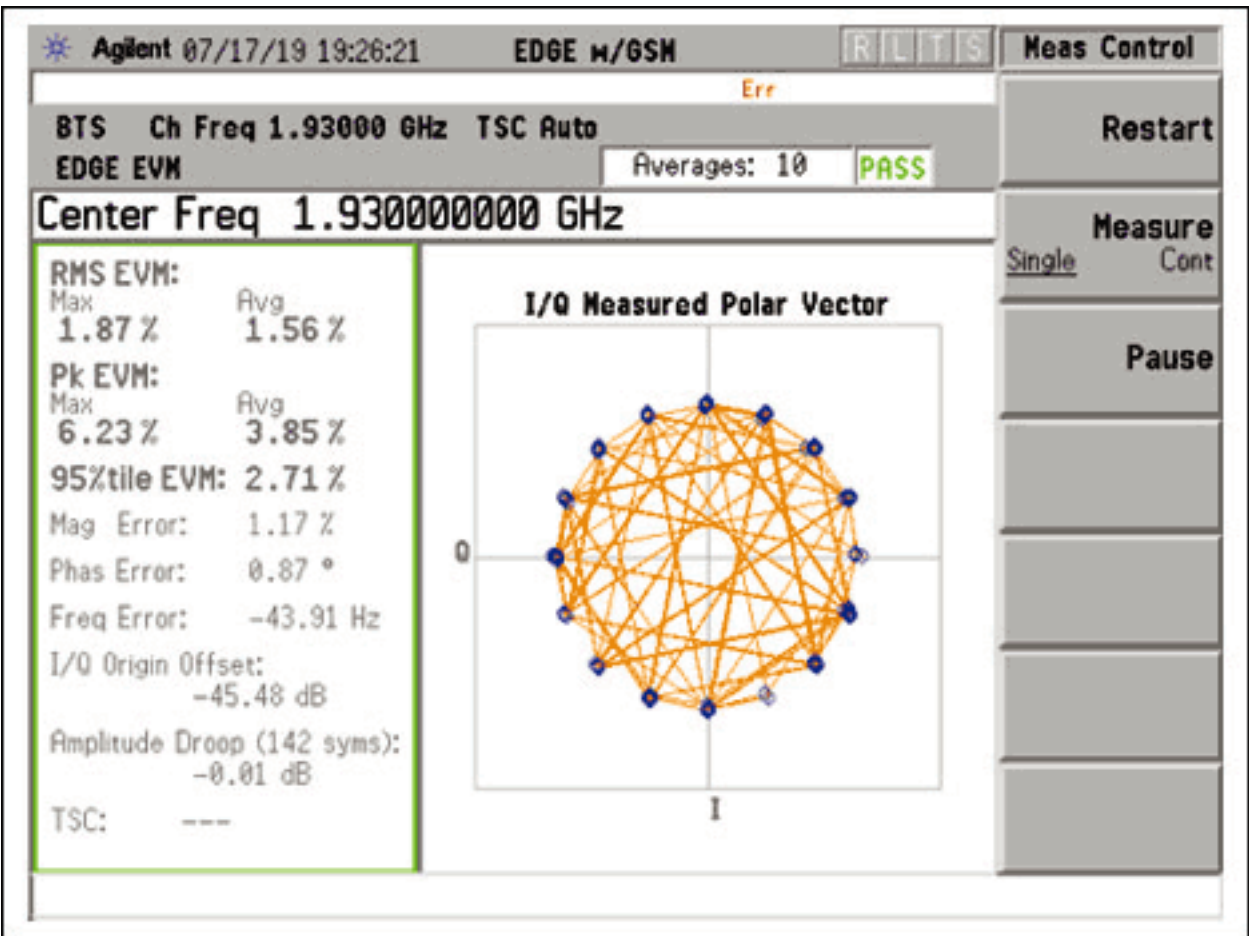 Agilent 07/17/19 19:26:21 EDGE w/GSM R L T S Meas Control
Err
BTS Ch Freq 1.93000 GHz TSC Auto
EDGE EVM Averages: 10 PASS
Center Freq 1.930000000 GHz
Restart
Measure
Single Cont
Pause
RMS EVM:
Max Avg
1.87 % 1.56 %
Pk EVM:
Max Avg
6.23 % 3.85 %
95%tile EVM: 2.71 %
Mag Error: 1.17 %
Phas Error: 0.87 °
Freq Error: -43.91 Hz
I/Q Origin Offset:
-45.48 dB
Amplitude Droop (142 syms):
-0.01 dB
TSC: ---
I/Q Measured Polar Vector
Q
I